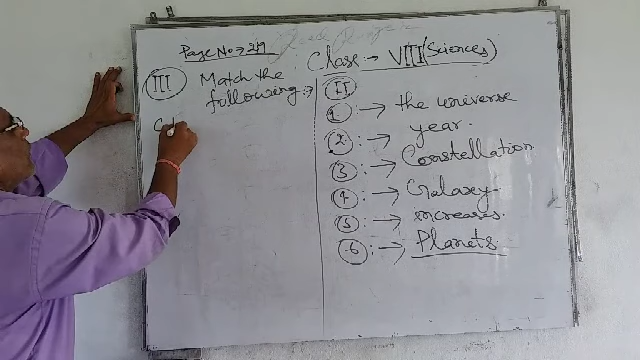 Page No → 249
Class → VIII (Sciences)
III Match the
following :→
II
1 :→ the universe
2. :→ year.
3 :→ Constellation
4 :→ Galaxy
5 :→ increases.
6 :→ Planets.